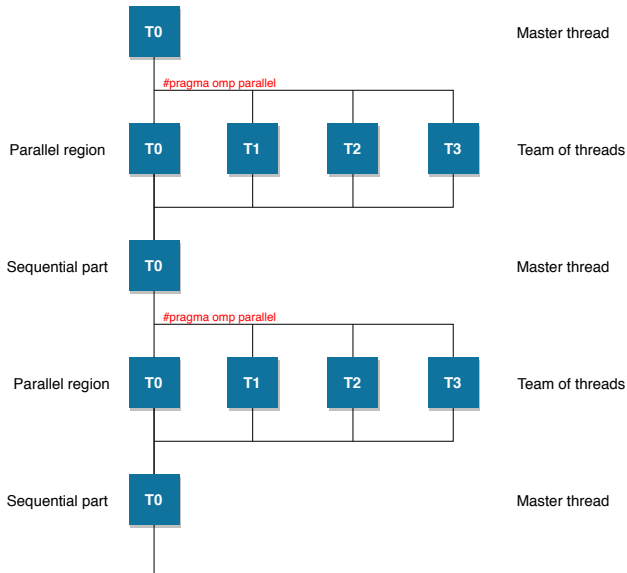 T0 Master thread
#pragma omp parallel
Parallel region T0 T1 T2 T3 Team of threads
Sequential part T0 Master thread
#pragma omp parallel
Parallel region T0 T1 T2 T3 Team of threads
Sequential part T0 Master thread